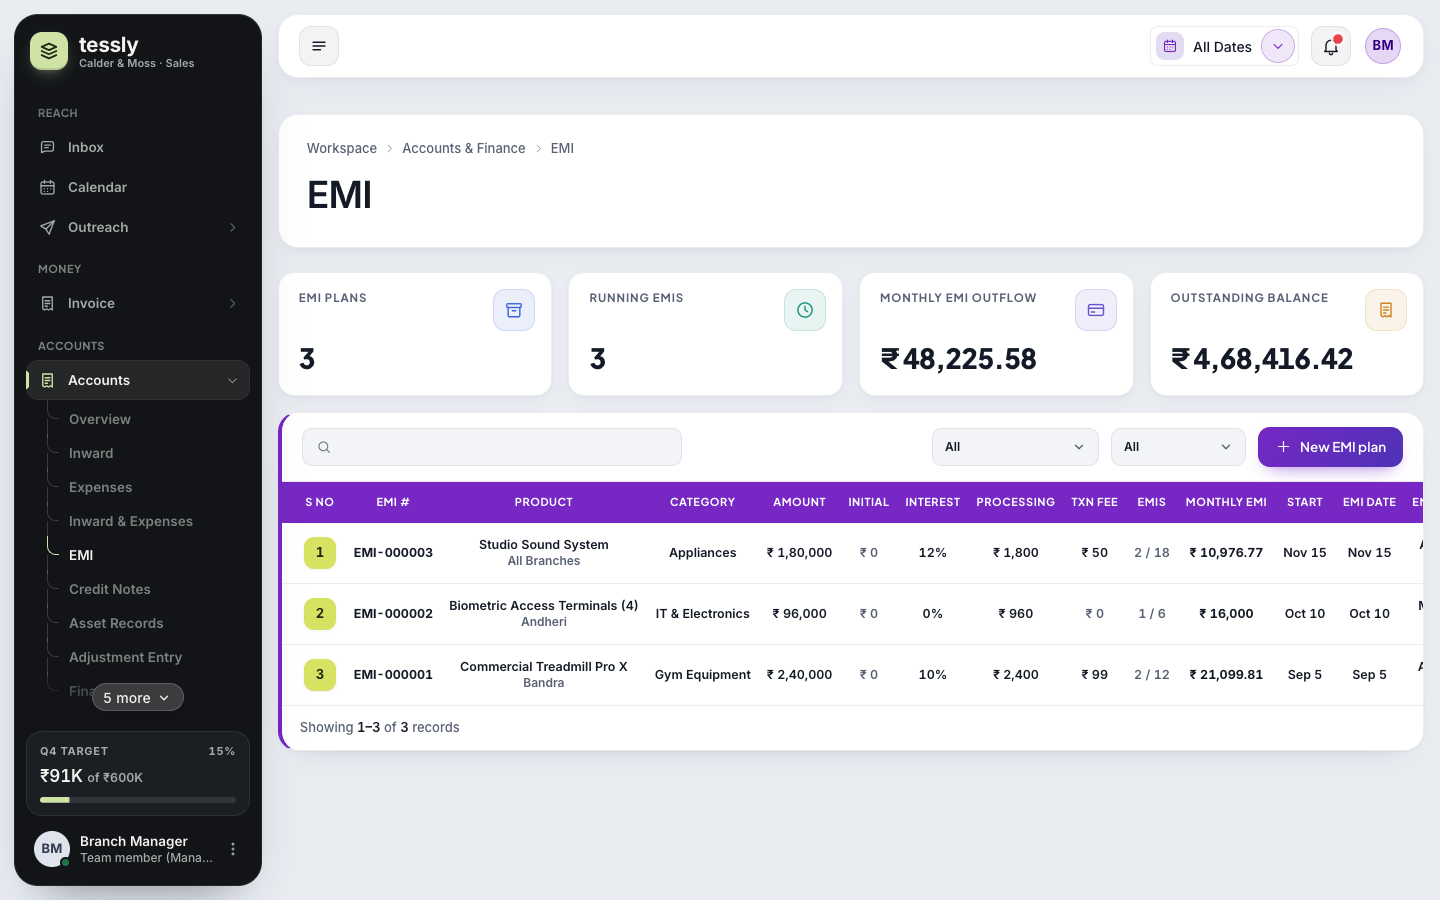 tessly
Calder & Moss · Sales
REACH
Inbox
Calendar
Outreach
MONEY
Invoice
ACCOUNTS
Accounts
Overview
Inward
Expenses
Inward & Expenses
EMI
Credit Notes
Asset Records
Adjustment Entry
5 more
Q4 TARGET 15%
₹91K of ₹600K
BM
Branch Manager
Team member (Mana...
All Dates
BM
Workspace > Accounts & Finance > EMI
EMI
EMI PLANS
3
RUNNING EMIS
3
MONTHLY EMI OUTFLOW
₹48,225.58
OUTSTANDING BALANCE
₹4,68,416.42
All
All
+ New EMI plan
S NO EMI # PRODUCT CATEGORY AMOUNT INITIAL INTEREST PROCESSING TXN FEE EMIS MONTHLY EMI START EMI DATE
1 EMI-000003 Studio Sound System Appliances ₹ 1,80,000 ₹ 0 12% ₹ 1,800 ₹ 50 2 / 18 ₹ 10,976.77 Nov 15 Nov 15
All Branches
2 EMI-000002 Biometric Access Terminals (4) IT & Electronics ₹ 96,000 ₹ 0 0% ₹ 960 ₹ 0 1 / 6 ₹ 16,000 Oct 10 Oct 10
Andheri
3 EMI-000001 Commercial Treadmill Pro X Gym Equipment ₹ 2,40,000 ₹ 0 10% ₹ 2,400 ₹ 99 2 / 12 ₹ 21,099.81 Sep 5 Sep 5
Bandra
Showing 1–3 of 3 records